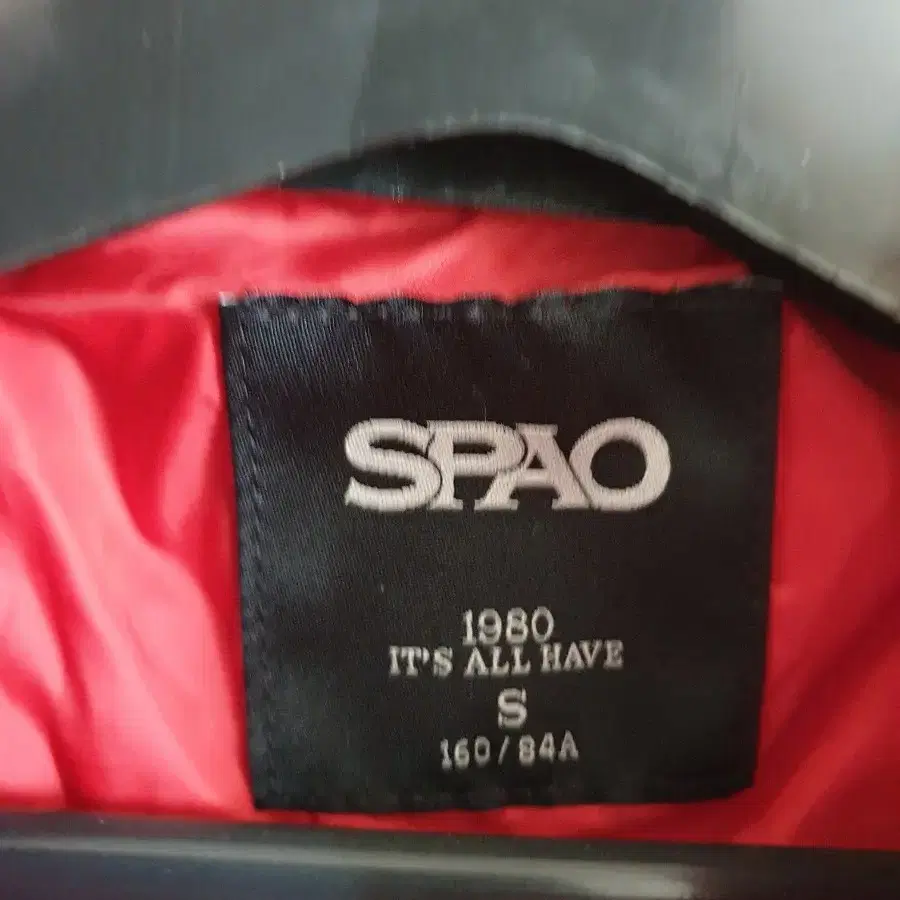 SPAO
1980
IT'S ALL HAVE
S
160/84A